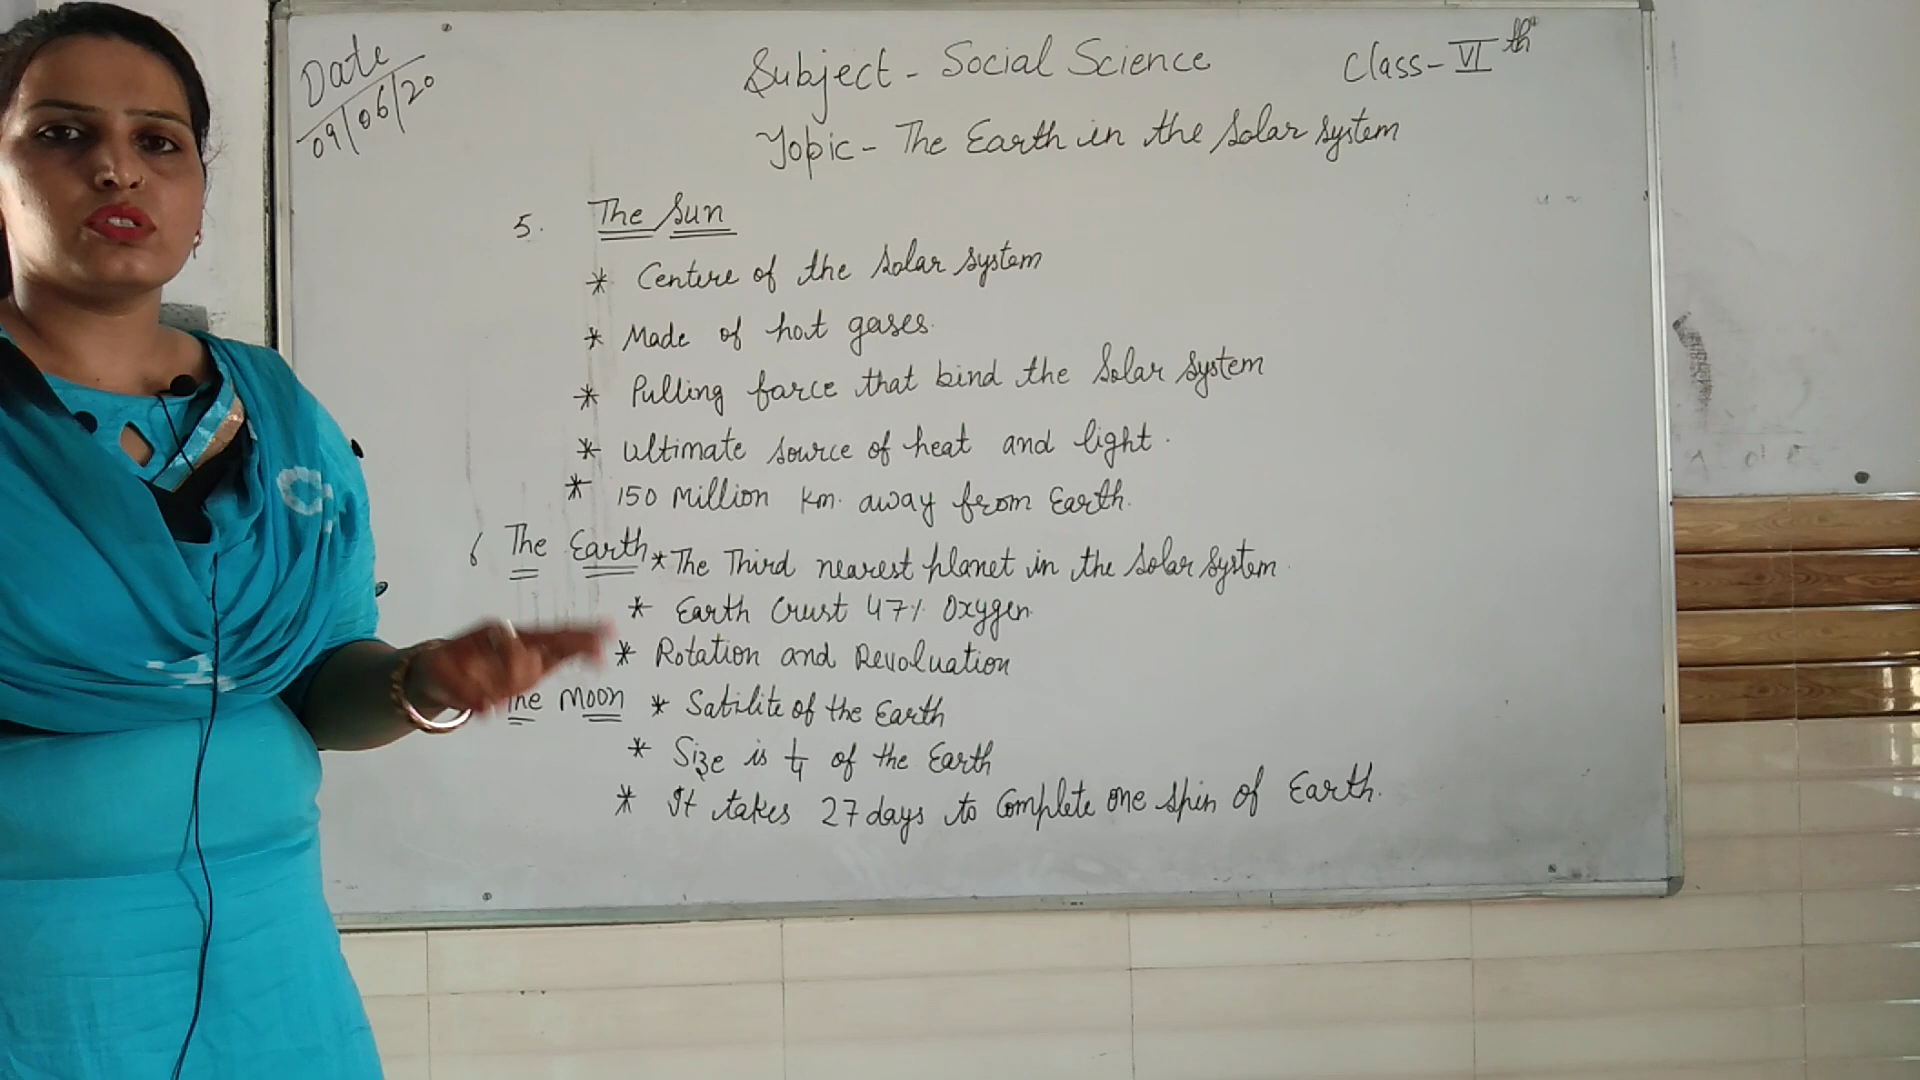 Date
09/06/20
Subject - Social Science
Class - VIth
Topic - The Earth in the Solar System
5. The Sun
* Centure of the Solar System
* Made of hot gases.
* Pulling farce that bind the Solar System
* Ultimate source of heat and light.
* 150 Million Km. away from Earth.
6 The Earth * The Third nearest planet in the Solar System.
* Earth Crust 47% Oxygen.
* Rotation and Revoluation
The Moon * Satilite of the Earth
* Size is 1/4 of the Earth
* It takes 27 days to Complete one spin of Earth.